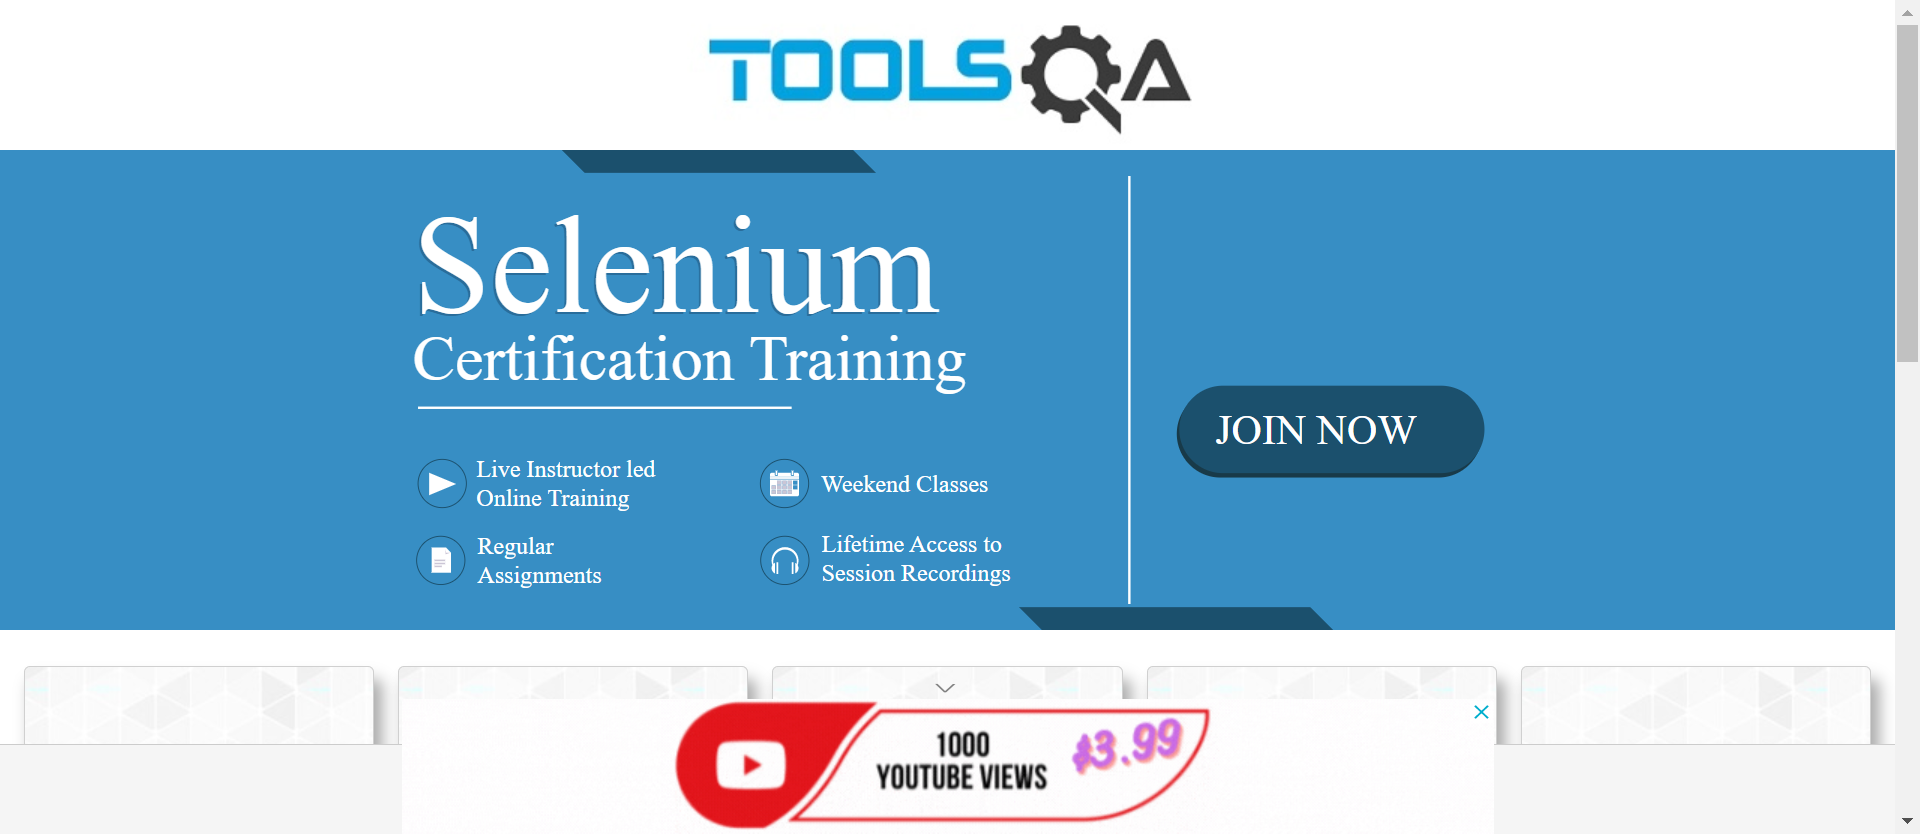 TOOLSQA
Selenium
Certification Training
JOIN NOW
Live Instructor led
Online Training
Weekend Classes
Regular
Assignments
Lifetime Access to
Session Recordings
1000
YOUTUBE VIEWS
$3.99